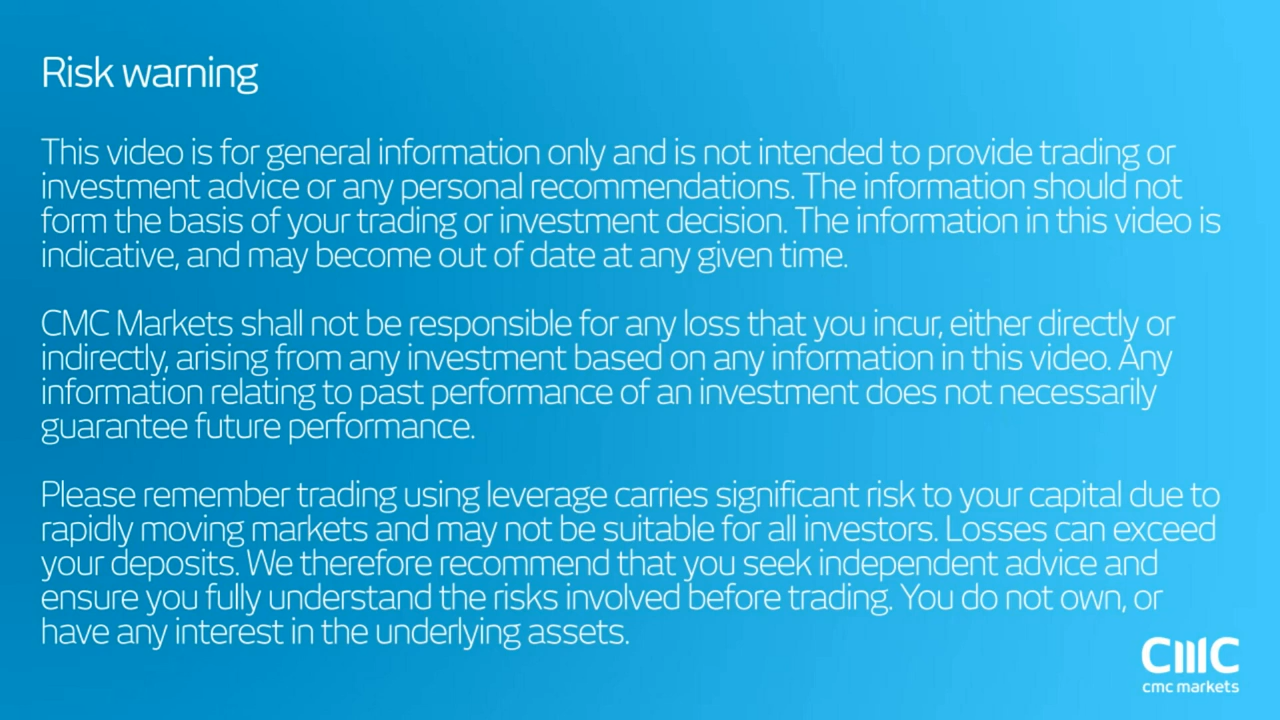 Risk warning
This video is for general information only and is not intended to provide trading or
investment advice or any personal recommendations. The information should not
form the basis of your trading or investment decision. The information in this video is
indicative, and may become out of date at any given time.
CMC Markets shall not be responsible for any loss that you incur, either directly or
indirectly, arising from any investment based on any information in this video. Any
information relating to past performance of an investment does not necessarily
guarantee future performance.
Please remember trading using leverage carries significant risk to your capital due to
rapidly moving markets and may not be suitable for all investors. Losses can exceed
your deposits. We therefore recommend that you seek independent advice and
ensure you fully understand the risks involved before trading. You do not own, or
have any interest in the underlying assets.
CMC
cmc markets